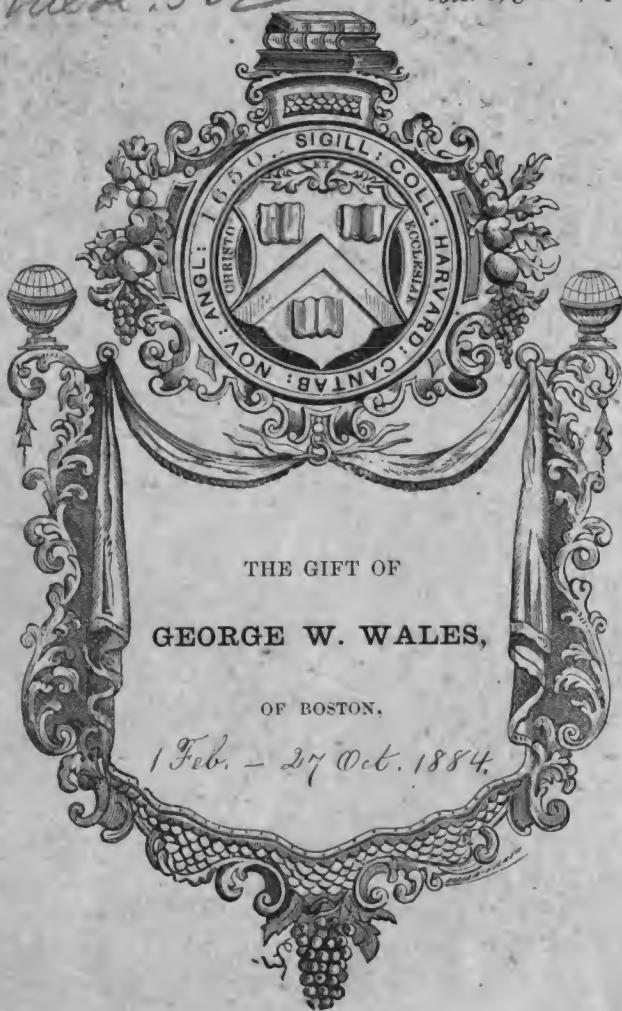 SIGILL : COLL : HARVARD : CANTAB : NOV : ANGL : 1650.
ET
CHRISTO
ECCLESIAE
THE GIFT OF
GEORGE W. WALES,
OF BOSTON,
1 Feb. - 27 Oct. 1884.